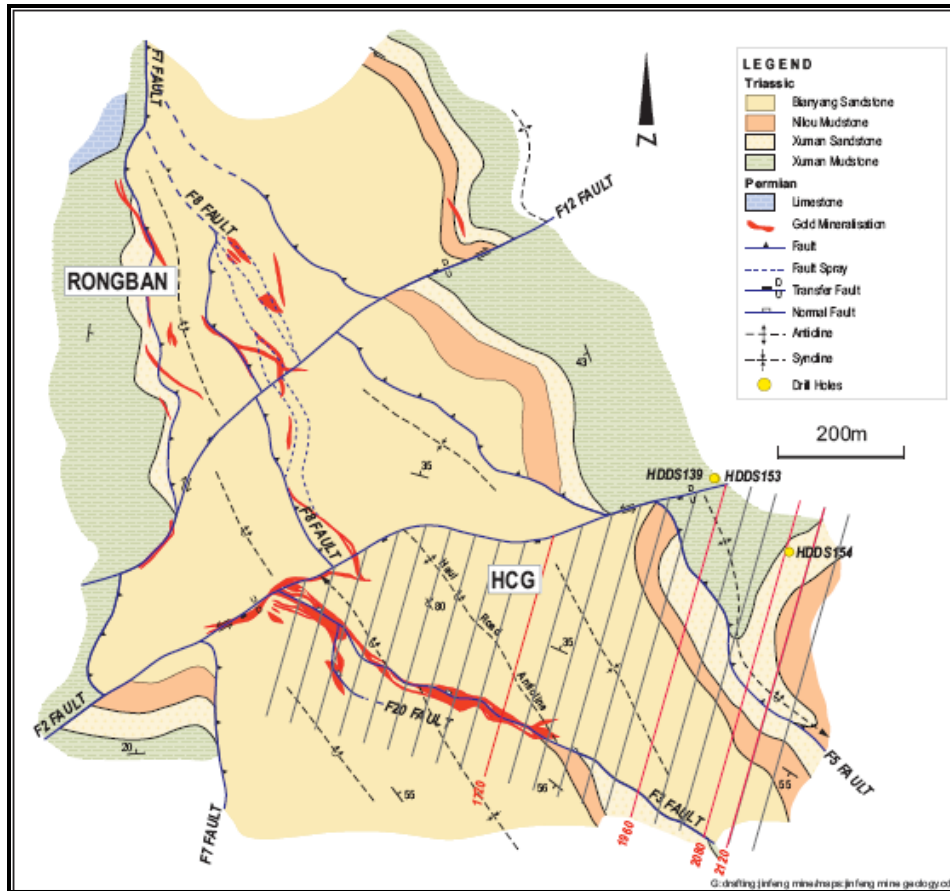 F7 FAULT
F8 FAULT
F12 FAULT
RONGBAN
N
LEGEND
Triassic
Bianyang Sandstone
Nilou Mudstone
Xuman Sandstone
Xuman Mudstone
Permian
Limestone
Gold Mineralisation
Fault
Fault Spray
D
U
Transfer Fault
Normal Fault
Anticline
Syncline
Drill Holes
200m
43
35
HDDS139
HDDS153
HDDS154
F8 FAULT
HCG
Haul
Road
Anticline
80
35
F20 FAULT
F2 FAULT
20
F7 FAULT
55
56
55
F3 FAULT
F5 FAULT
1720
1960
2080
2120